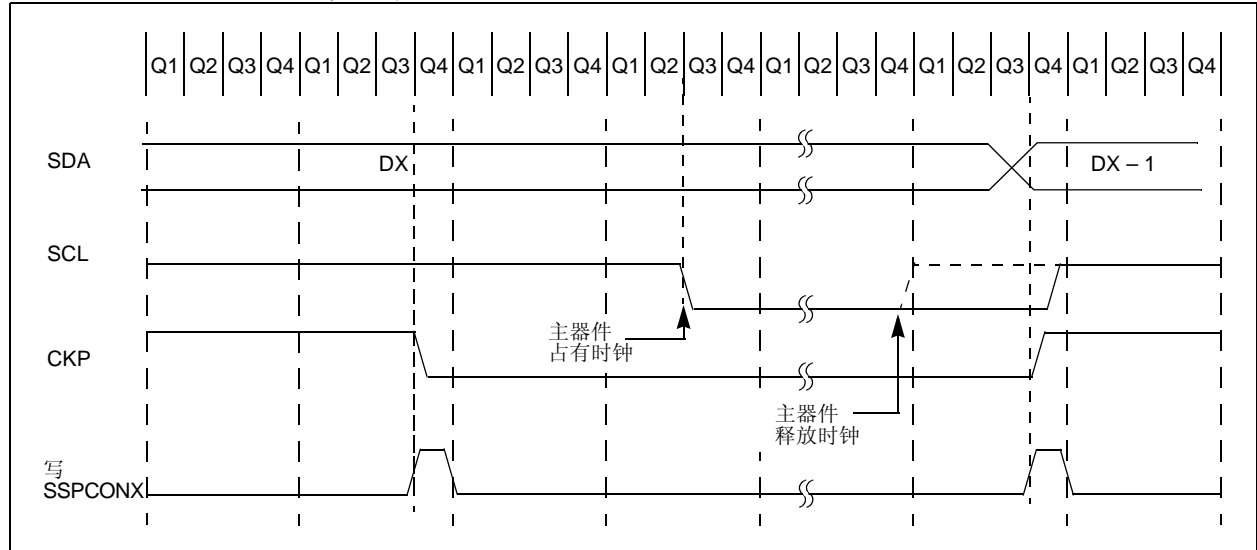 Q1 Q2 Q3 Q4 Q1 Q2 Q3 Q4 Q1 Q2 Q3 Q4 Q1 Q2 Q3 Q4 Q1 Q2 Q3 Q4 Q1 Q2 Q3 Q4 Q1 Q2 Q3 Q4
SDA
DX
DX – 1
SCL
主器件
占有时钟
CKP
主器件
释放时钟
写
SSPCONX